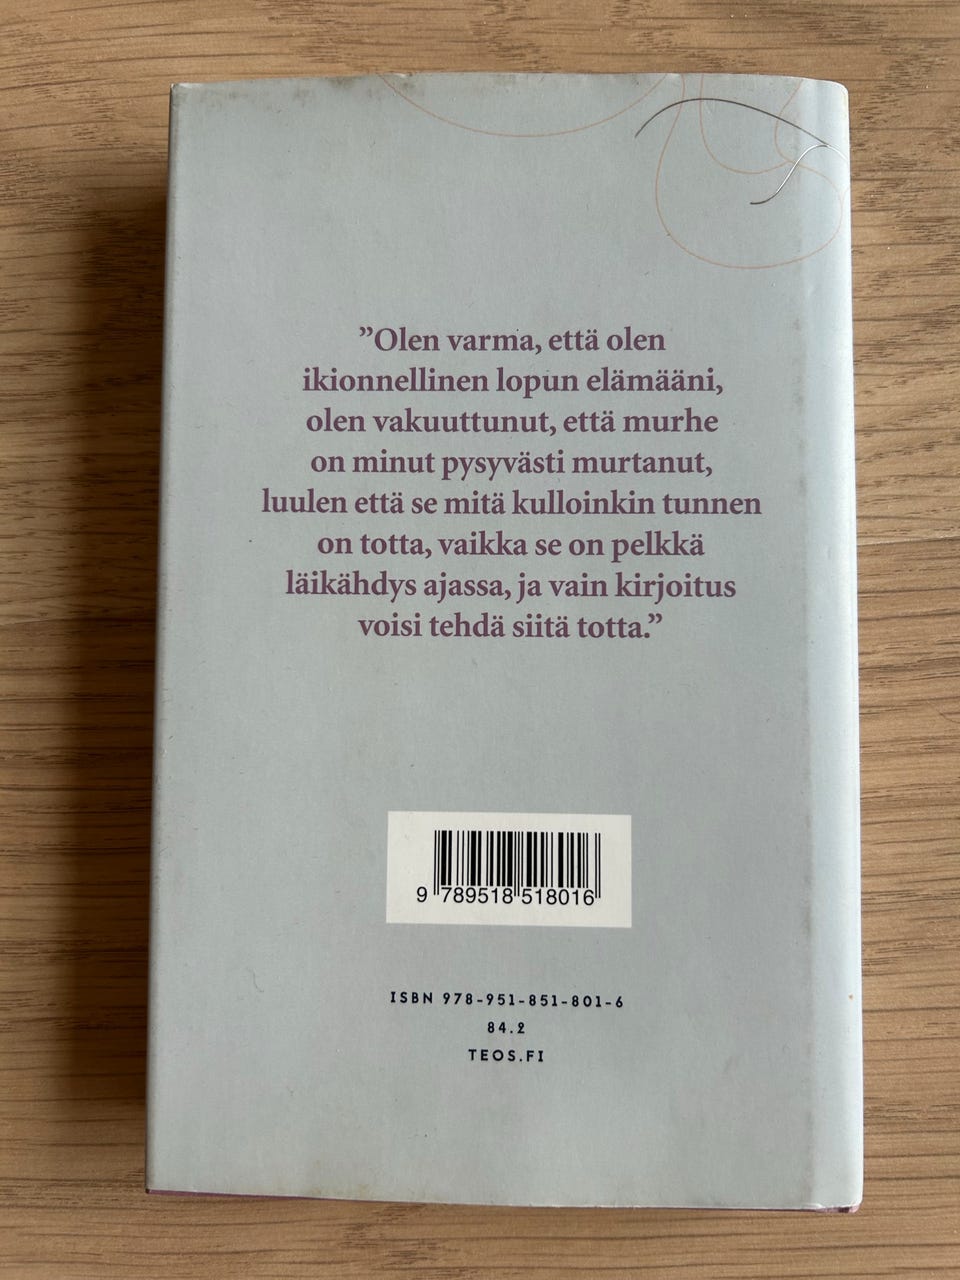 ”Olen varma, että olen
ikionnellinen lopun elämääni,
olen vakuuttunut, että murhe
on minut pysyvästi murtanut,
luulen että se mitä kulloinkin tunnen
on totta, vaikka se on pelkkä
läikähdys ajassa, ja vain kirjoitus
voisi tehdä siitä totta.”
9 789518 518016
ISBN 978-951-851-801-6
84.2
TEOS.FI